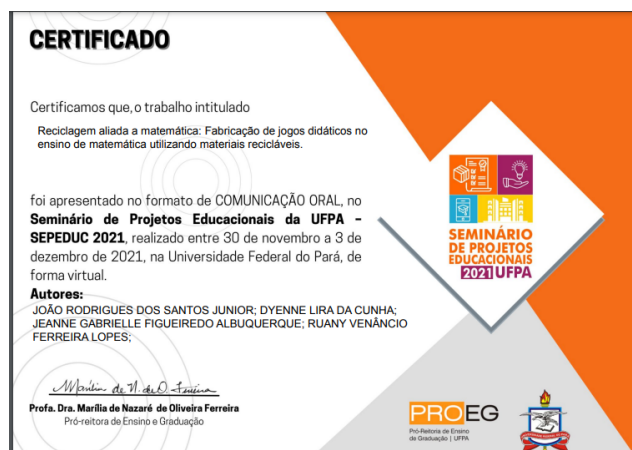 CERTIFICADO
Certificamos que, o trabalho intitulado
Reciclagem aliada a matemática: Fabricação de jogos didáticos no
ensino de matemática utilizando materiais recicláveis.
foi apresentado no formato de COMUNICAÇÃO ORAL, no
Seminário de Projetos Educacionais da UFPA –
SEPEDUC 2021, realizado entre 30 de novembro a 3 de
dezembro de 2021, na Universidade Federal do Pará, de
forma virtual.
Autores:
JOÃO RODRIGUES DOS SANTOS JUNIOR; DYENNE LIRA DA CUNHA;
JEANNE GABRIELLE FIGUEIREDO ALBUQUERQUE; RUANY VENÂNCIO
FERREIRA LOPES;
Marília de N. de O. Ferreira
Profa. Dra. Marília de Nazaré de Oliveira Ferreira
Pró-reitora de Ensino e Graduação
SEMINÁRIO
DE PROJETOS
EDUCACIONAIS
2021 UFPA
PROEG
Pró-Reitoria de Ensino
de Graduação | UFPA